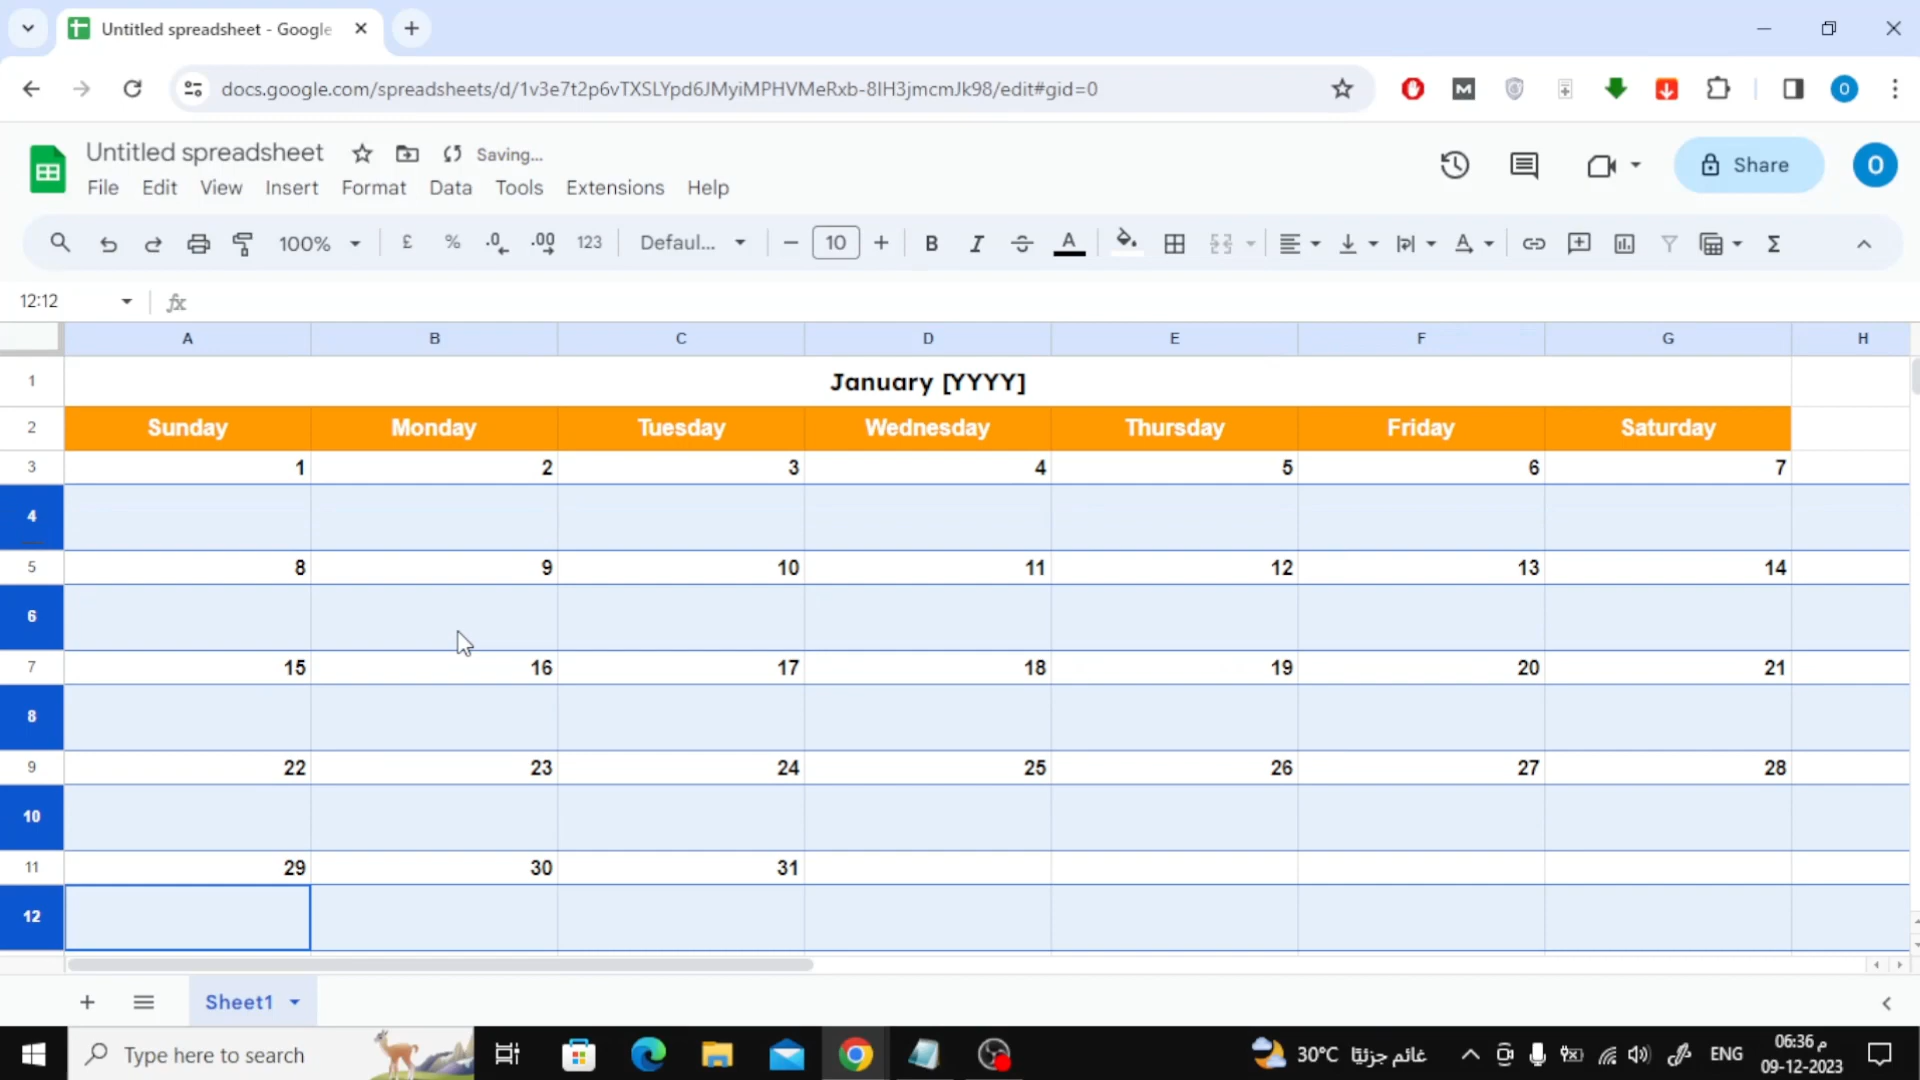 Untitled spreadsheet - Google
docs.google.com/spreadsheets/d/1v3e7t2p6vTXSLYpd6JMyiMPHVMeRxb-8IH3jmcmJk98/edit#gid=0
Untitled spreadsheet Saving...
File Edit View Insert Format Data Tools Extensions Help
Share
O
100% £ % .0 .00 123 Defaul... 10 B I A
12:12 fx
A B C D E F G H
1 January [YYYY]
2 Sunday Monday Tuesday Wednesday Thursday Friday Saturday
3 1 2 3 4 5 6 7
4
5 8 9 10 11 12 13 14
6
7 15 16 17 18 19 20 21
8
9 22 23 24 25 26 27 28
10
11 29 30 31
12
Sheet1
Type here to search
30°C غائم جزئيًا
ENG
06:36 م
09-12-2023